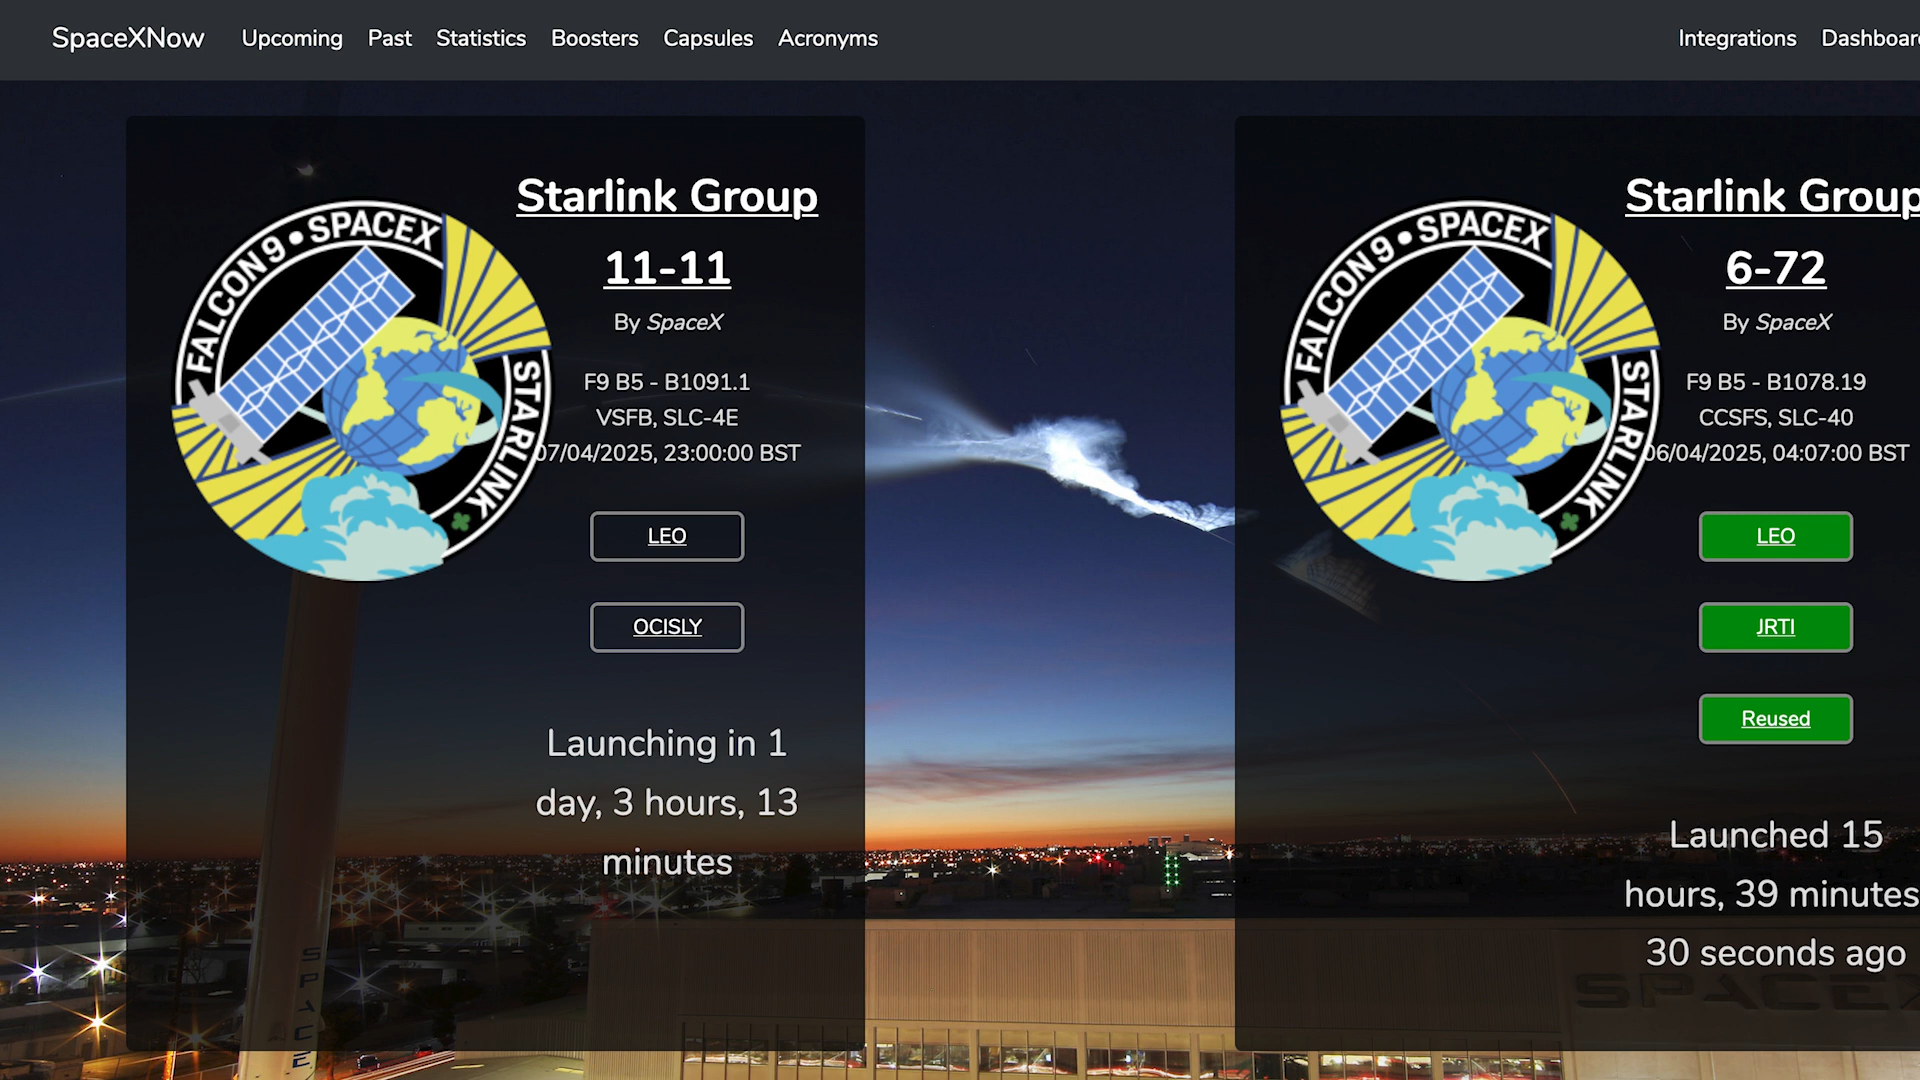 SpaceXNow Upcoming Past Statistics Boosters Capsules Acronyms Integrations Dashboar
FALCON 9 • SPACEX
STARLINK
Starlink Group
11-11
By SpaceX
F9 B5 - B1091.1
VSFB, SLC-4E
07/04/2025, 23:00:00 BST
LEO
OCISLY
Launching in 1
day, 3 hours, 13
minutes
FALCON 9 • SPACEX
STARLINK
Starlink Group
6-72
By SpaceX
F9 B5 - B1078.19
CCSFS, SLC-40
06/04/2025, 04:07:00 BST
LEO
JRTI
Reused
Launched 15
hours, 39 minutes
30 seconds ago
SPACE
SPACEX